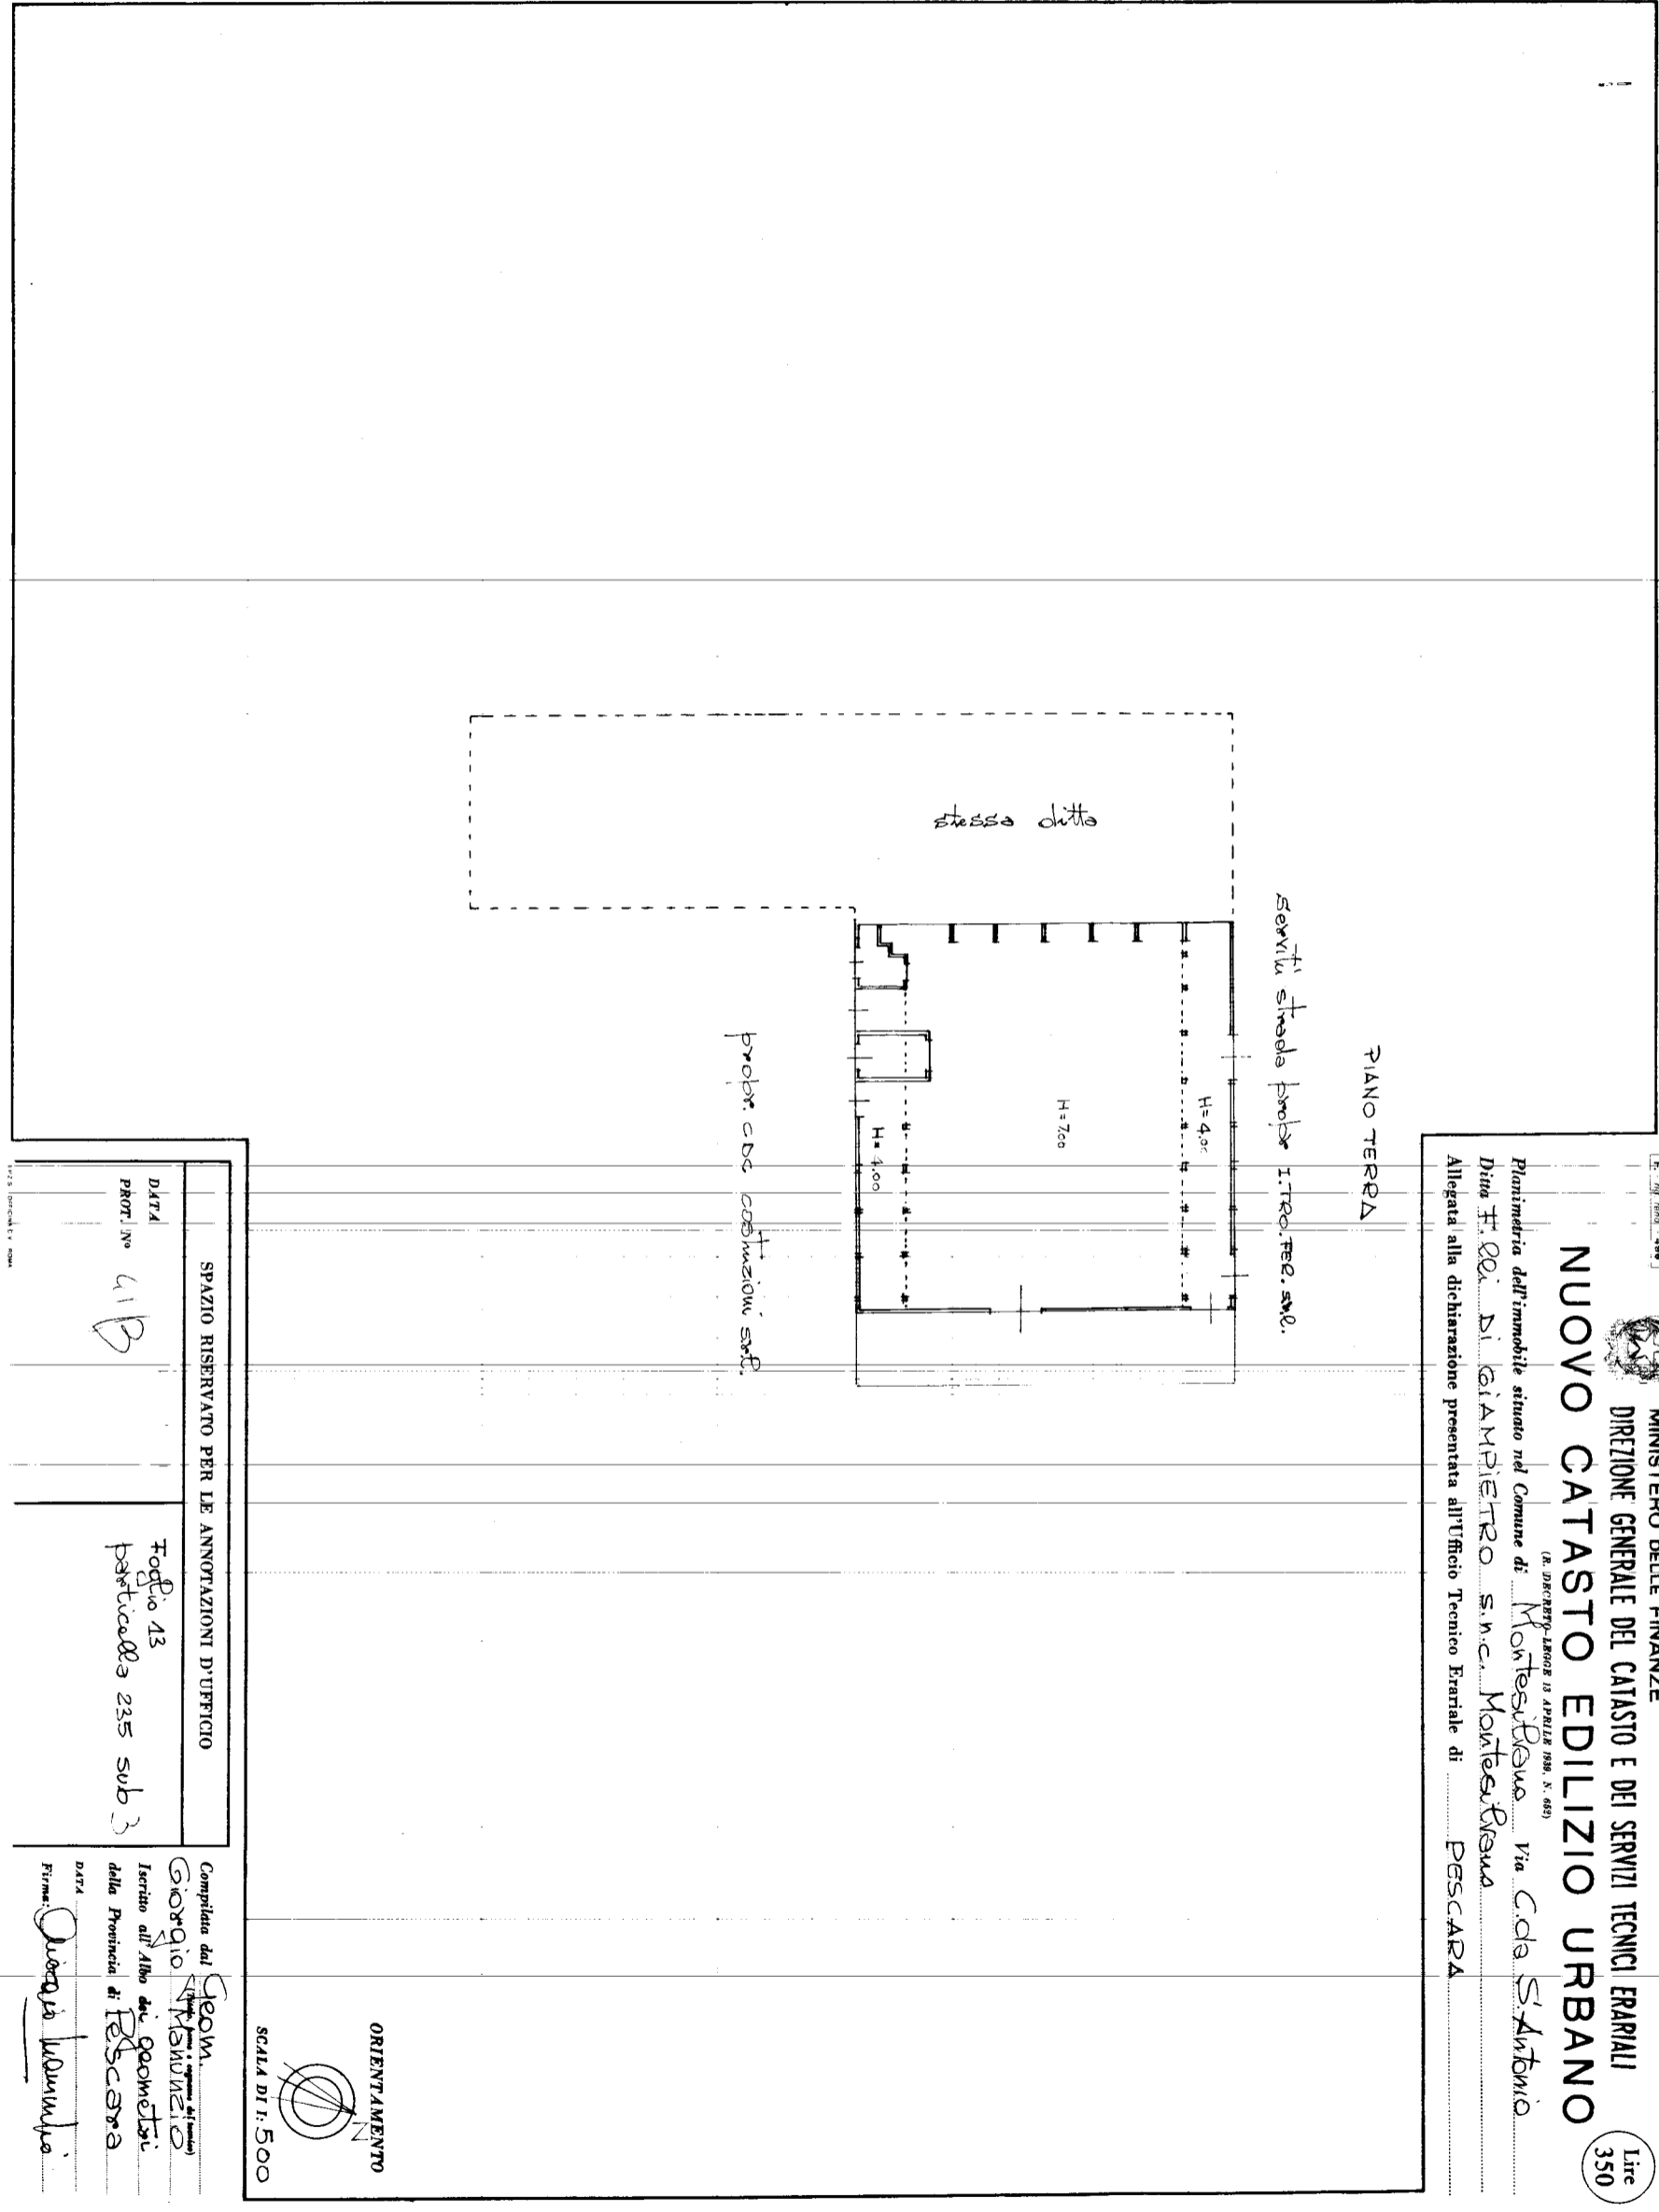 MINISTERO DELLE FINANZE
DIREZIONE GENERALE DEL CATASTO E DEI SERVIZI TECNICI ERARIALI
NUOVO CATASTO EDILIZIO URBANO
(R. DECRETO-LEGGE 13 APRILE 1939, N. 652)
Lire
350
Planimetria dell'immobile situato nel Comune di Montesilvano Via C.da S. Antonio
Ditta F.lli Di GiAMPiETRO s.n.c. Montesilvano
Allegata alla dichiarazione presentata all'Ufficio Tecnico Erariale di PESCARA
PIANO TERRA
Servitù strada propr I.TRO.FER. s.r.l.
H = 4.00
H = 7.00
H = 4.00
stessa ditta
propr. CDC costruzioni srl.
ORIENTAMENTO
N
SCALA DI 1: 500
SPAZIO RISERVATO PER LE ANNOTAZIONI D'UFFICIO
DATA
PROT. N°
Foglio 13
particella 235 sub 3
Compilata dal Geom.
Giorgio Manunzio
Iscritto all'Albo dei geometri
della Provincia di Pescara
DATA
Firma: